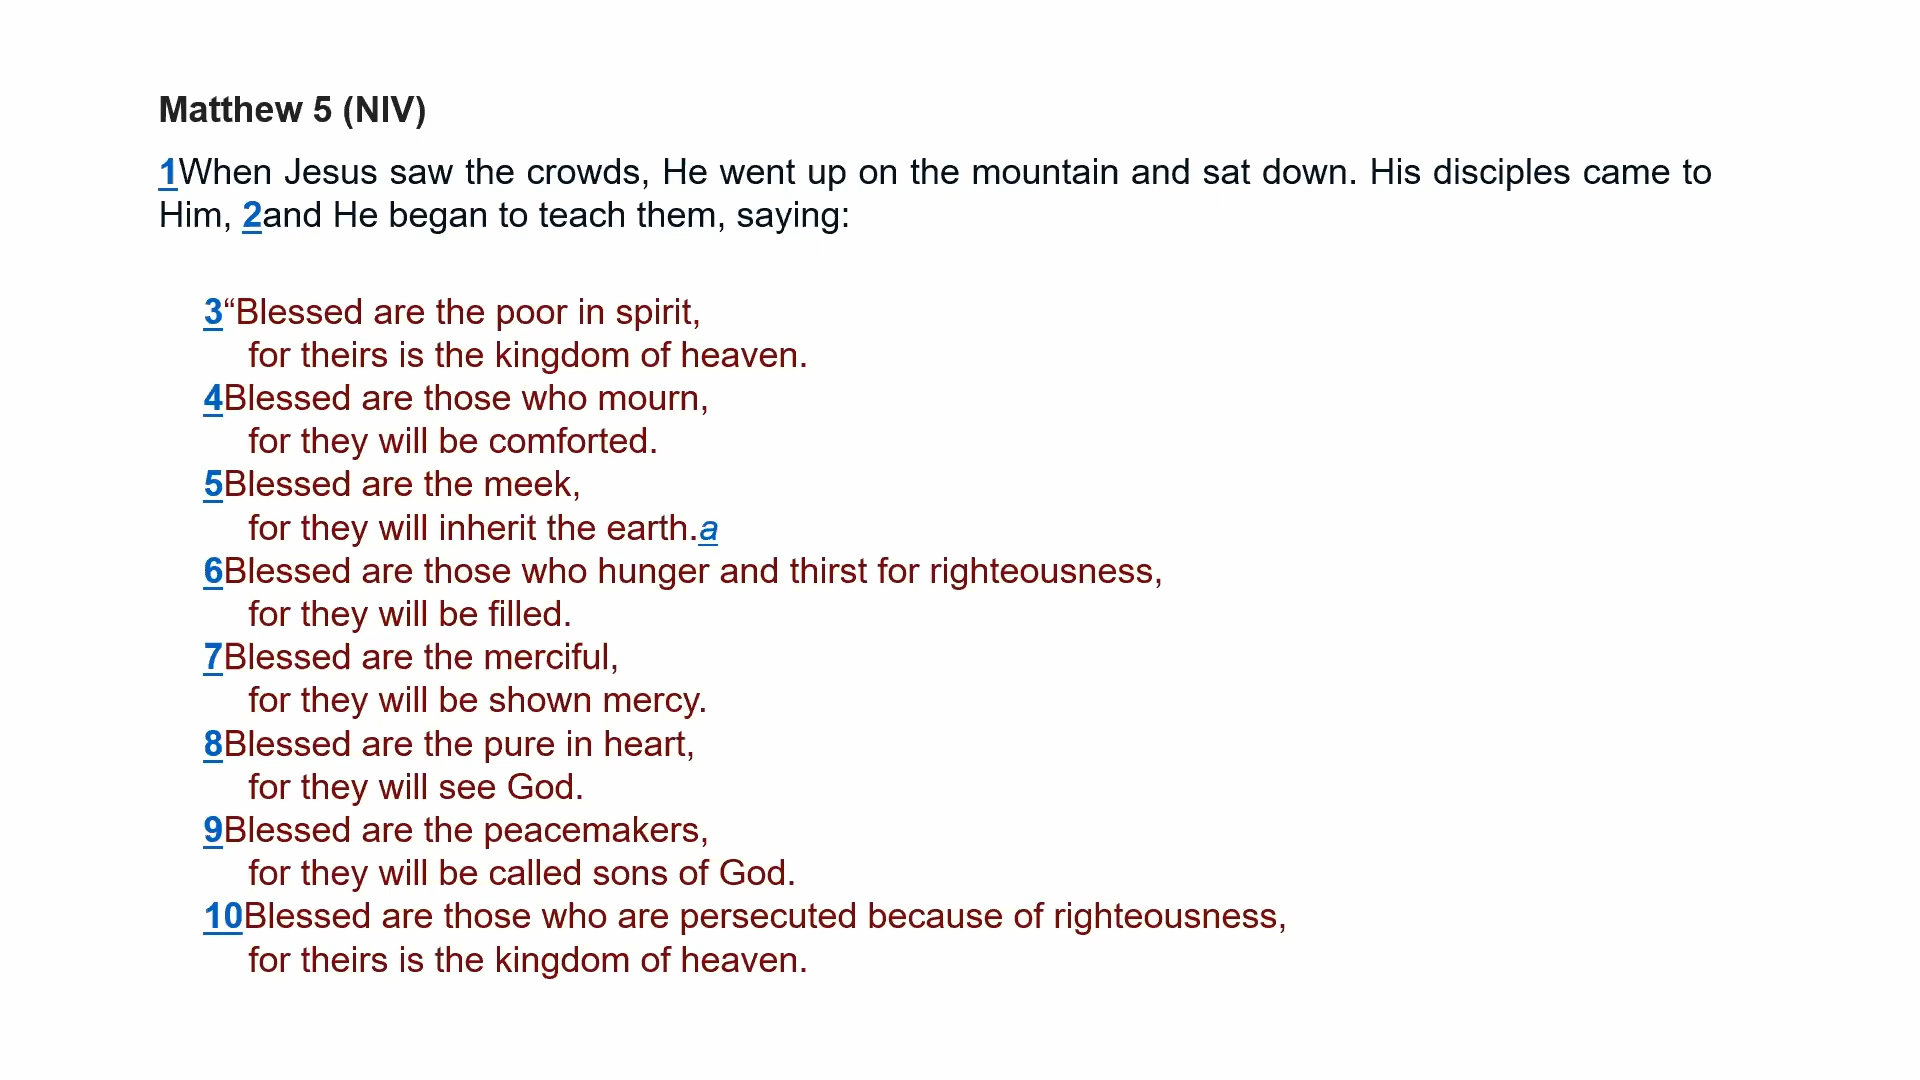 Matthew 5 (NIV)
1When Jesus saw the crowds, He went up on the mountain and sat down. His disciples came to
Him, 2and He began to teach them, saying:
3“Blessed are the poor in spirit,
for theirs is the kingdom of heaven.
4Blessed are those who mourn,
for they will be comforted.
5Blessed are the meek,
for they will inherit the earth.a
6Blessed are those who hunger and thirst for righteousness,
for they will be filled.
7Blessed are the merciful,
for they will be shown mercy.
8Blessed are the pure in heart,
for they will see God.
9Blessed are the peacemakers,
for they will be called sons of God.
10Blessed are those who are persecuted because of righteousness,
for theirs is the kingdom of heaven.